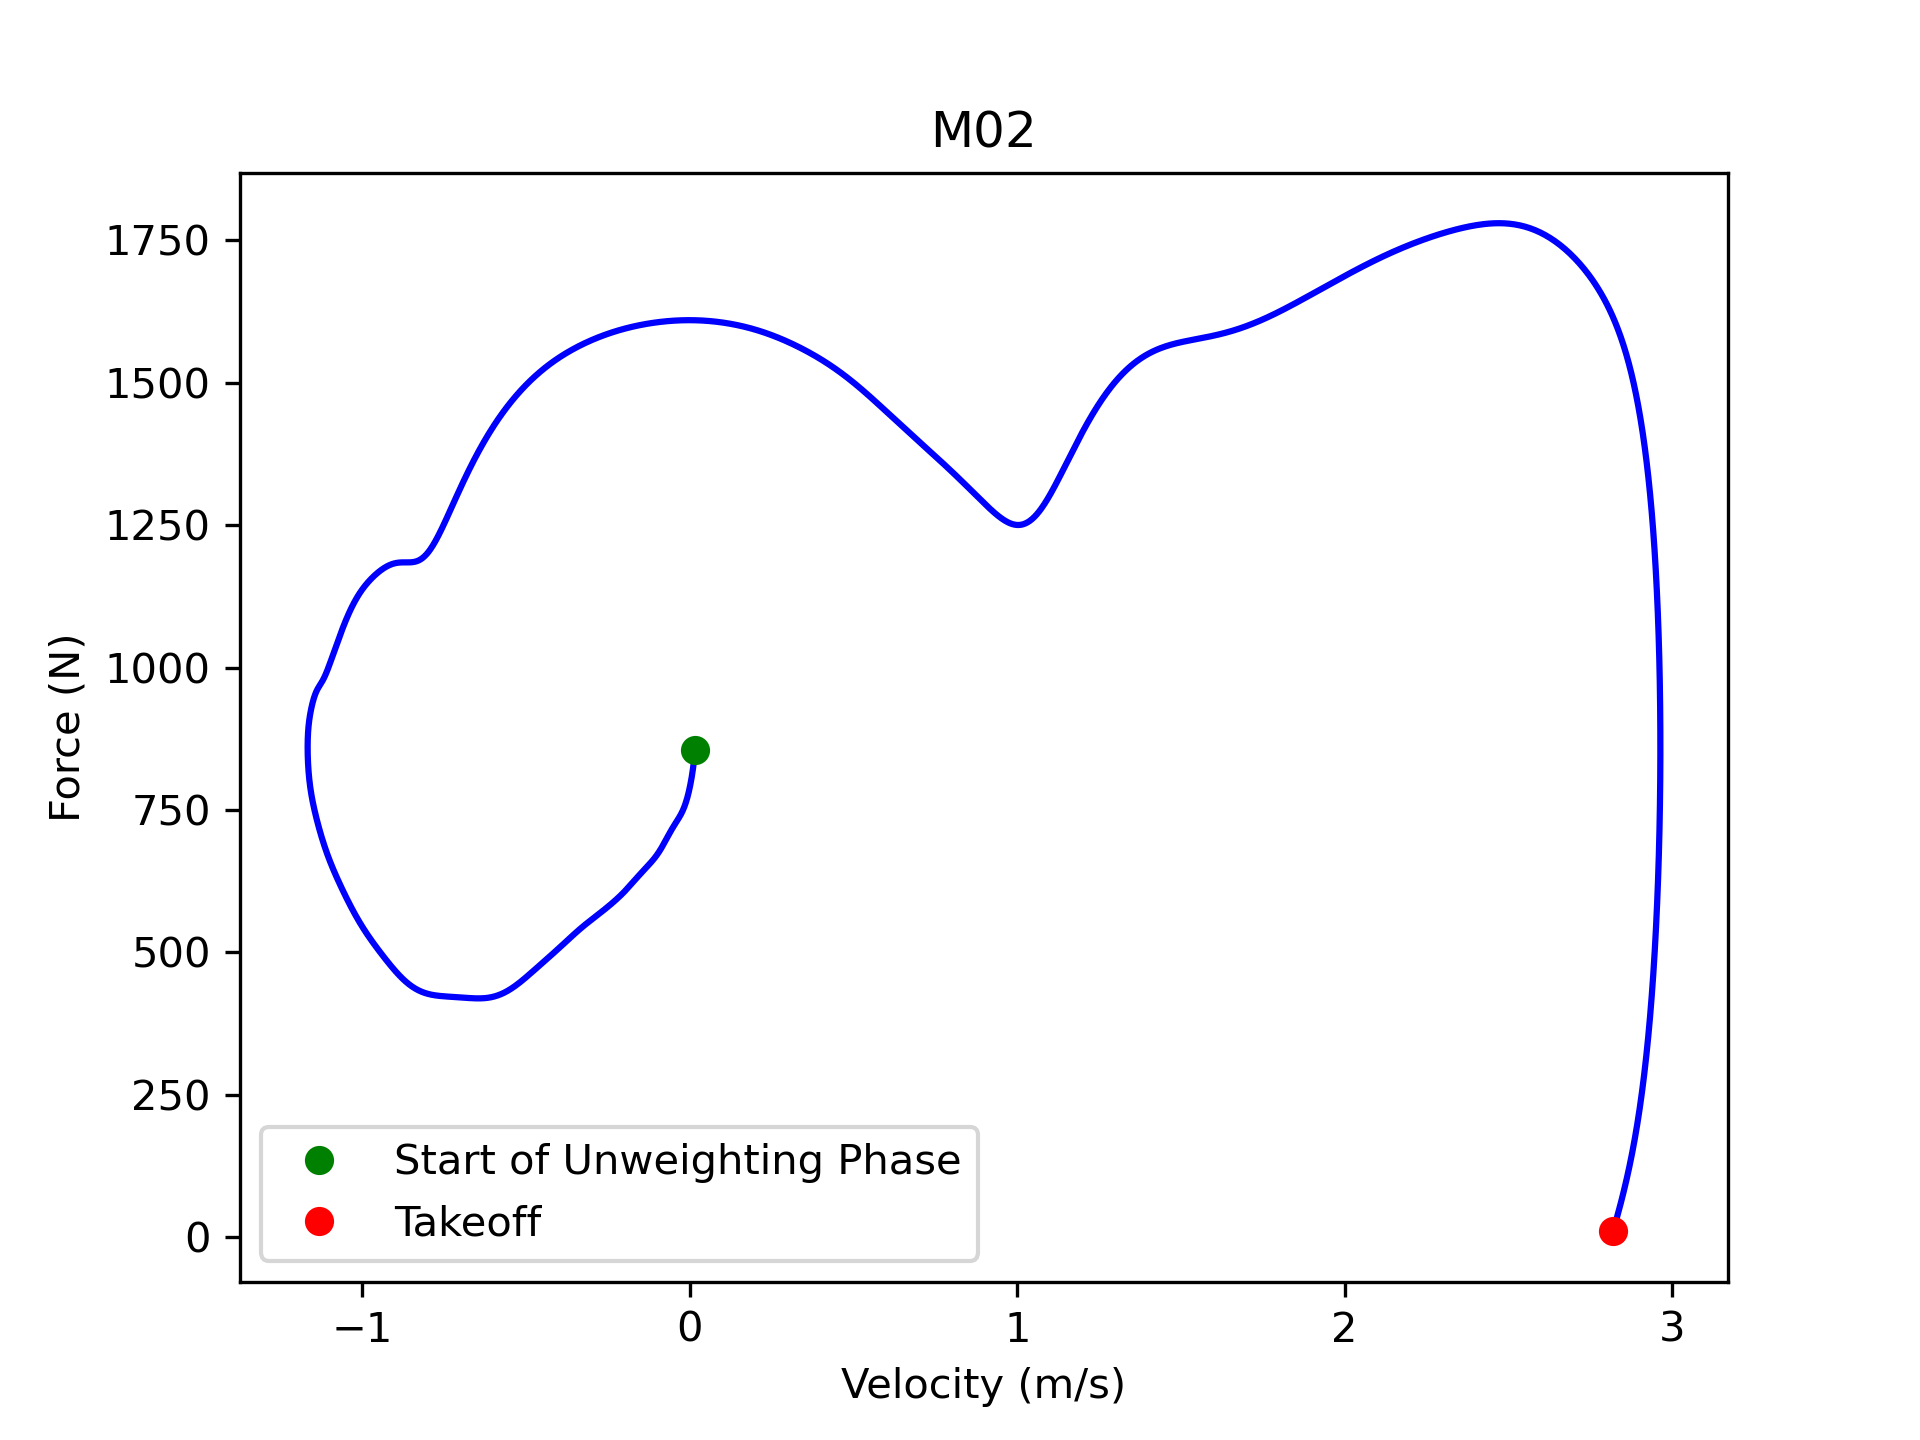 M02
1750
1500
1250
1000
750
500
250
0
Force (N)
Start of Unweighting Phase
Takeoff
−1 0 1 2 3
Velocity (m/s)